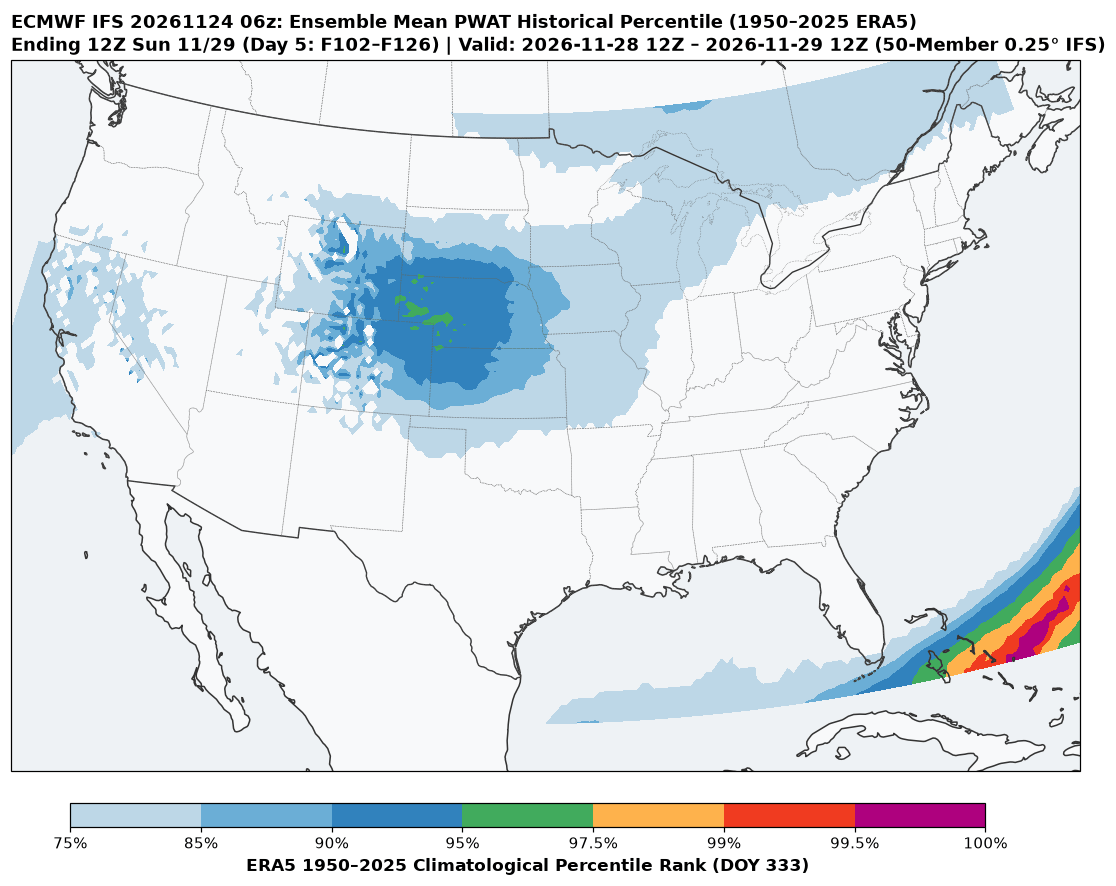 ECMWF IFS 20261124 06z: Ensemble Mean PWAT Historical Percentile (1950–2025 ERA5)
Ending 12Z Sun 11/29 (Day 5: F102–F126) | Valid: 2026-11-28 12Z – 2026-11-29 12Z (50-Member 0.25° IFS)
75% 85% 90% 95% 97.5% 99% 99.5% 100%
ERA5 1950–2025 Climatological Percentile Rank (DOY 333)